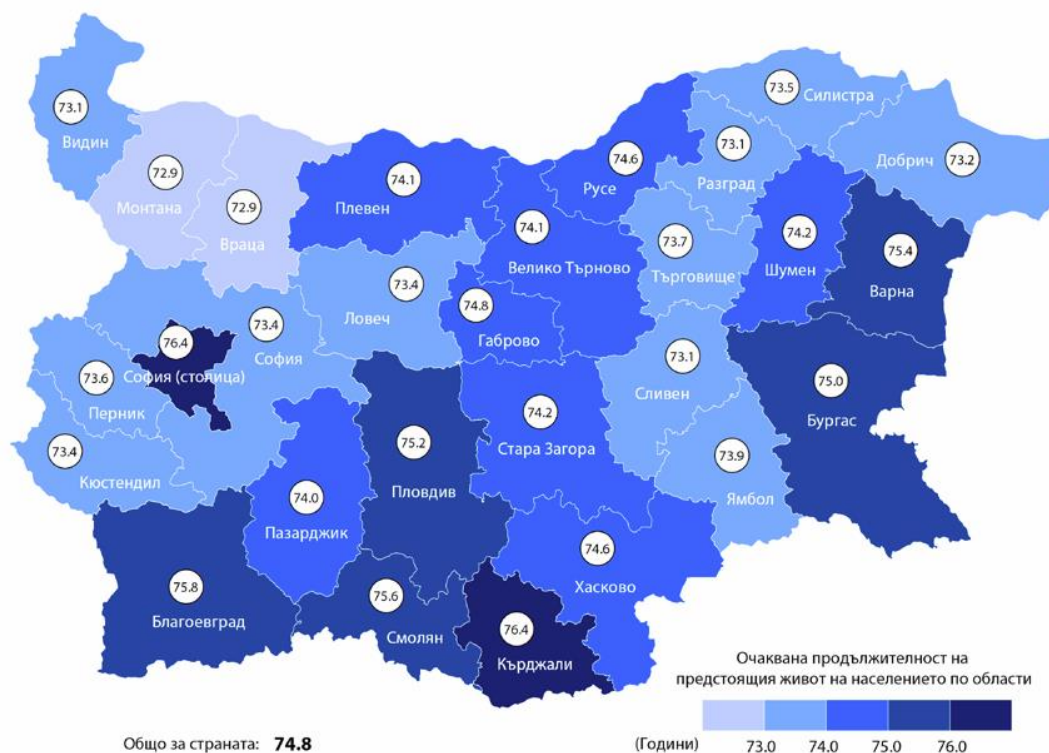 73.1
Видин
72.9
Монтана
72.9
Враца
74.1
Плевен
74.1
Велико Търново
74.6
Русе
73.1
Разград
73.5
Силистра
73.2
Добрич
73.7
Търговище
74.2
Шумен
75.4
Варна
73.4
Ловеч
74.8
Габрово
73.4
София
76.4
София (столица)
73.6
Перник
73.4
Кюстендил
74.0
Пазарджик
75.2
Пловдив
74.2
Стара Загора
73.1
Сливен
73.9
Ямбол
75.0
Бургас
75.8
Благоевград
75.6
Смолян
76.4
Кърджали
74.6
Хасково
Очаквана продължителност на
предстоящия живот на населението по области
(Години) 73.0 74.0 75.0 76.0
Общо за страната: 74.8